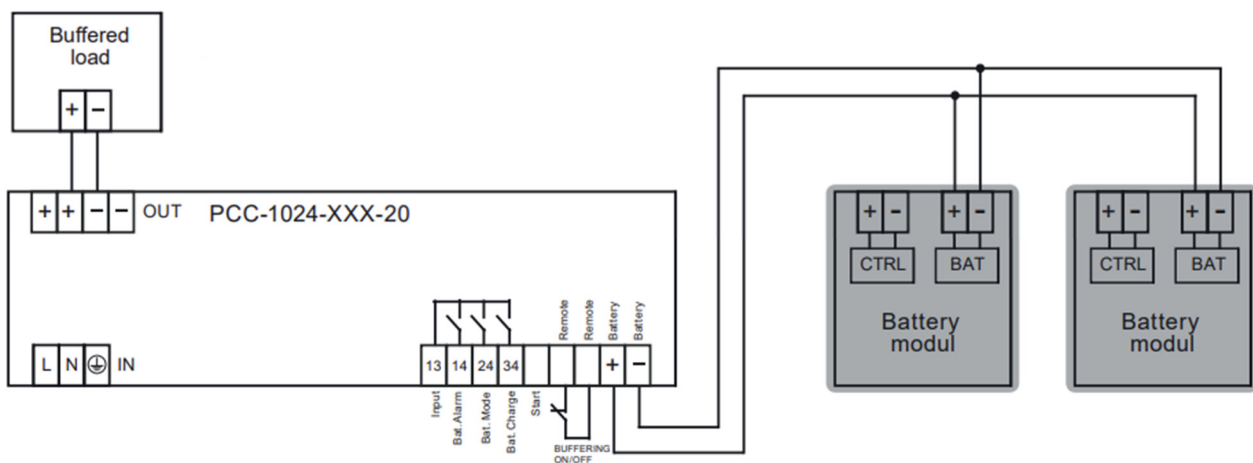 Buffered
load
+ -
+ + - - OUT PCC-1024-XXX-20
+ - + -
CTRL BAT
Battery
modul
+ - + -
CTRL BAT
Battery
modul
Remote
Remote
Battery
Battery
L N IN
13 14 24 34 + -
Input
Bat. Alarm
Bat. Mode
Bat. Charge
Start
BUFFERING
ON/OFF